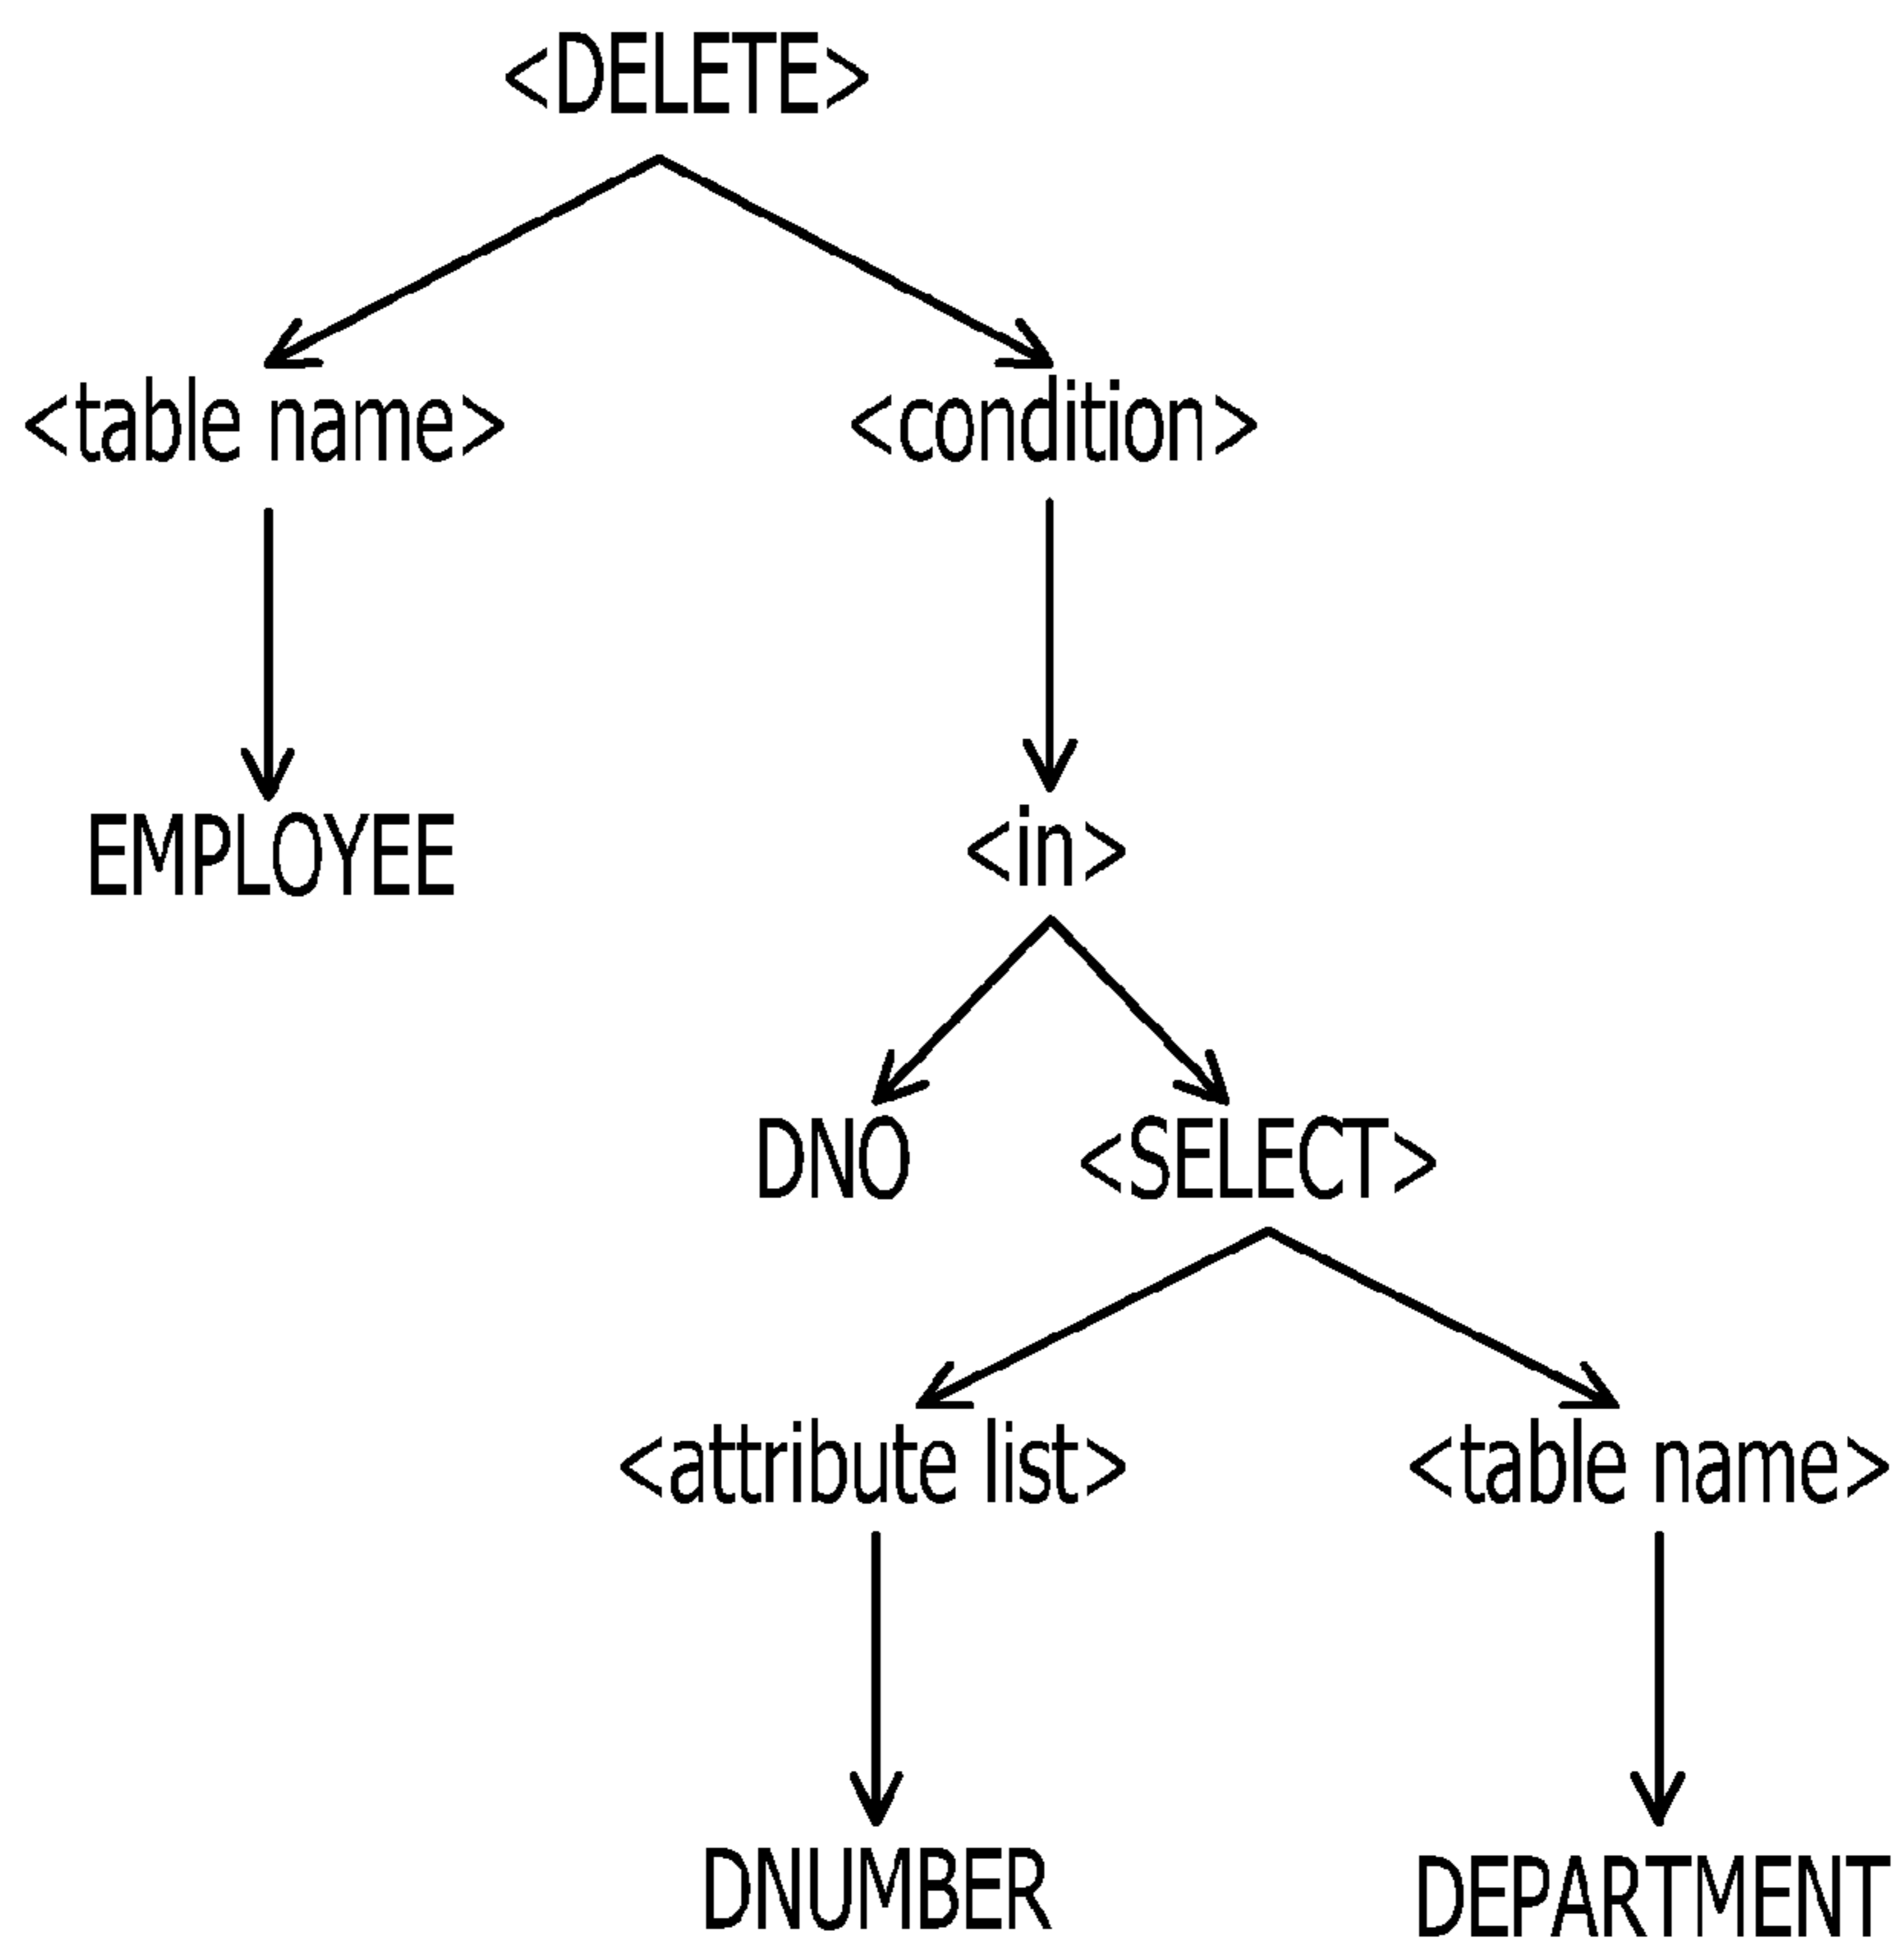 <DELETE>
<table name> <condition>
EMPLOYEE <in>
DNO <SELECT>
<attribute list> <table name>
DNUMBER DEPARTMENT